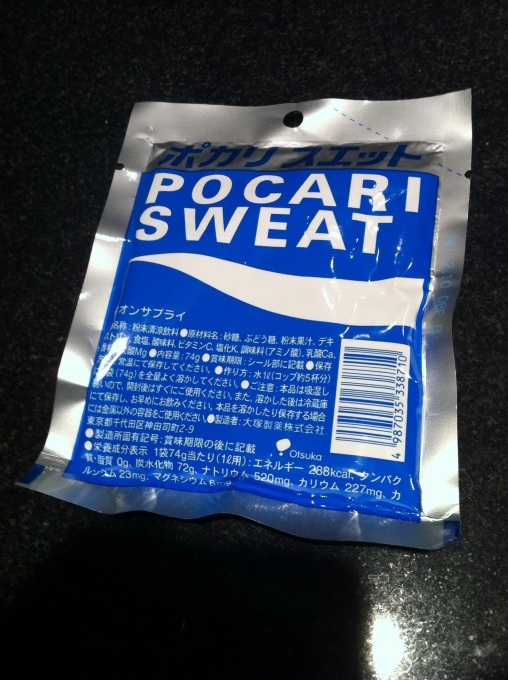 ポカリスエット
POCARI
SWEAT
イオンサプライ
名称:粉末清涼飲料●原材料名:砂糖、ぶどう糖、粉末果汁、デキ
ストリン、食塩、酸味料、ビタミンC、塩化K、調味料(アミノ酸)、乳酸Ca、
香料、炭酸Mg ●内容量:74g ●賞味期限:シール部に記載 ●保存
常温にて保存してください。●作り方:水1ℓ(コップ約5杯分)
(74g)を全量よく溶かしてください。●ご注意:本品は吸湿し
すいので、開封後はすぐにご使用ください。また、溶かした後は冷蔵庫
にて保存し、お早めにお飲みください。本品を溶かしたり保存する場合
には金属以外の容器をご使用ください。●製造者:大塚製薬株式会社
東京都千代田区神田司町2-9
●製造所固有記号:賞味期限の後に記載
Otsuka
●栄養成分表示 1袋74g当たり(1ℓ用):エネルギー 288kcal、タンパク
質・脂質 0g、炭水化物 72g、ナトリウム 520mg、カリウム 227mg、カ
ルシウム 23mg、マグネシウム 6mg
4 987035 338710